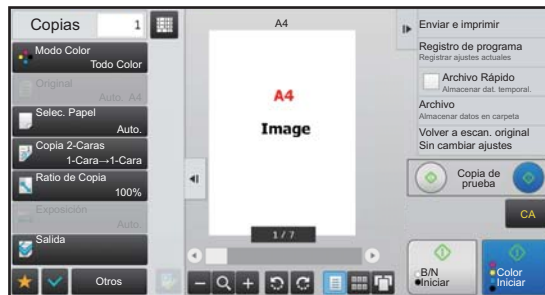 Copias
1
Modo Color
Todo Color
Original
Auto. A4
Selec. Papel
Auto.
Copia 2-Caras
1-Cara→1-Cara
Ratio de Copia
100%
Exposición
Auto.
Salida
Otros
A4
A4
Image
1 / 7
Enviar e imprimir
Registro de programa
Registrar ajustes actuales
Archivo Rápido
Almacenar dat. temporal.
Archivo
Almacenar datos en carpeta
Volver a escan. original
Sin cambiar ajustes
Copia de
prueba
CA
B/N
Iniciar
Color
Iniciar